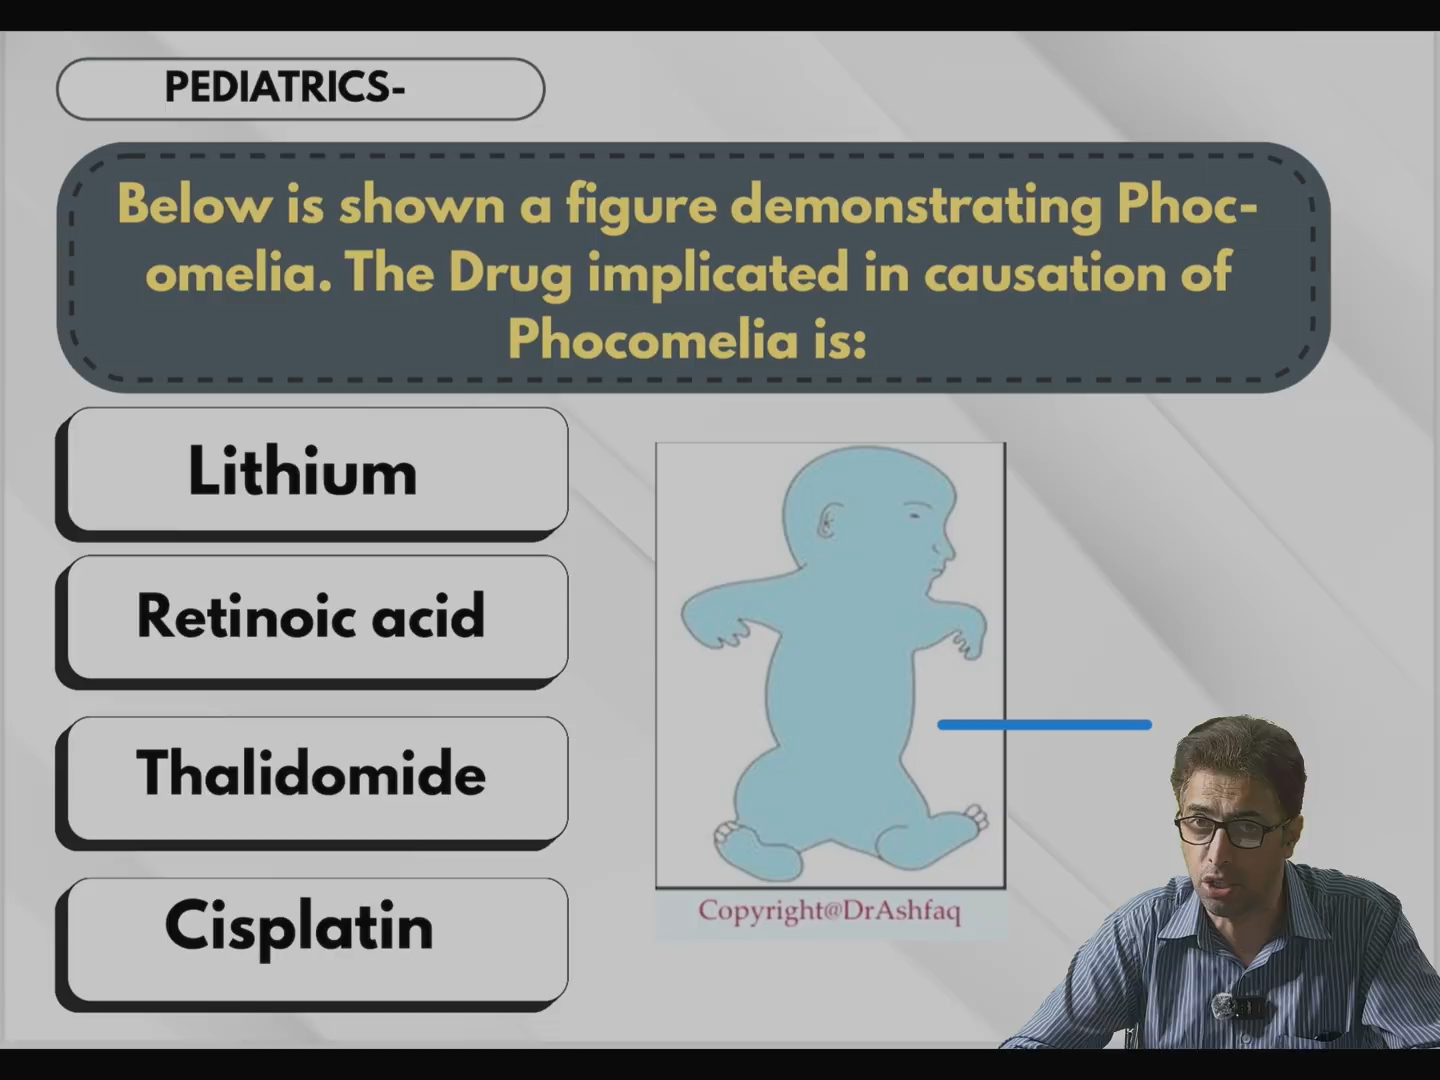 PEDIATRICS-
Below is shown a figure demonstrating Phoc-
omelia. The Drug implicated in causation of
Phocomelia is:
Lithium
Retinoic acid
Thalidomide
Cisplatin
Copyright@DrAshfaq